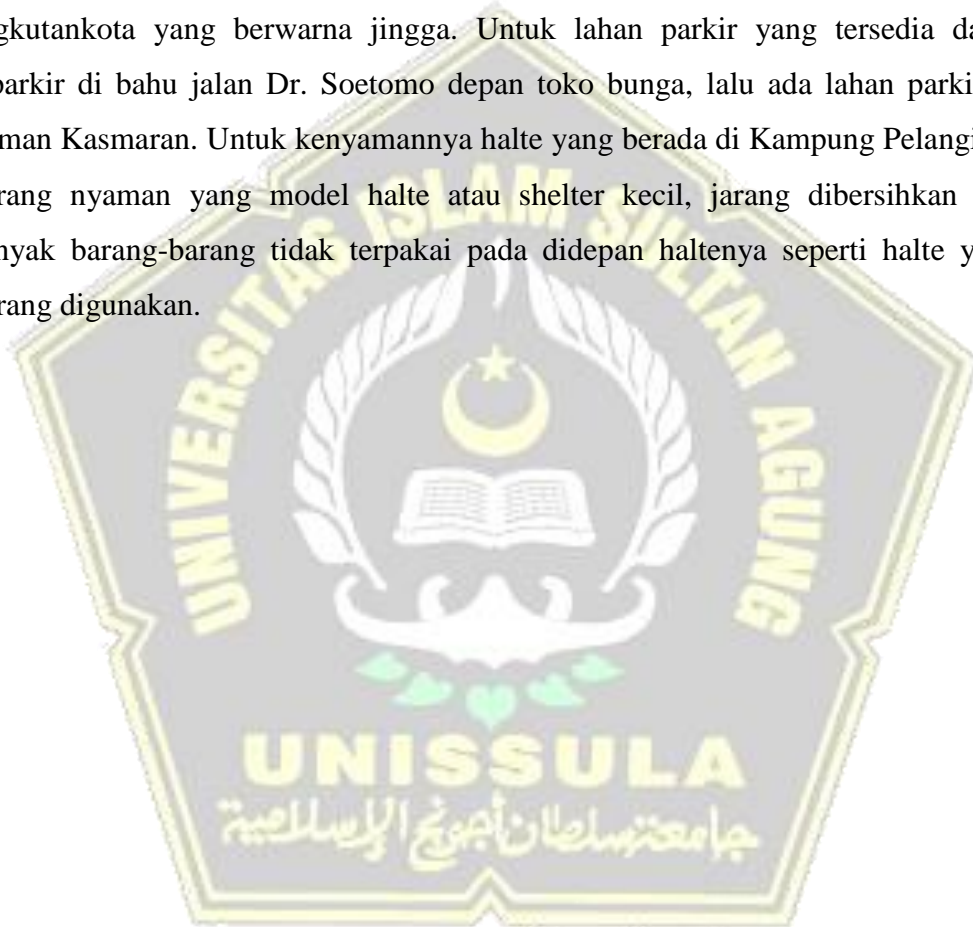 gkutankota yang berwarna jingga. Untuk lahan parkir yang tersedia da
parkir di bahu jalan Dr. Soetomo depan toko bunga, lalu ada lahan parki
man Kasmaran. Untuk kenyamannya halte yang berada di Kampung Pelangi
rang nyaman yang model halte atau shelter kecil, jarang dibersihkan
nyak barang-barang tidak terpakai pada didepan haltenya seperti halte y
rang digunakan.
UNIVERSITAS ISLAM SULTAN AGUNG
UNISSULA
جامعة سلطان أجونج الإسلامية